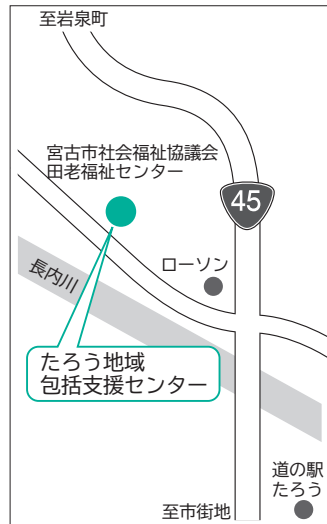 至岩泉町
宮古市社会福祉協議会
田老福祉センター
45
ローソン
長内川
たろう地域
包括支援センター
道の駅
たろう
至市街地